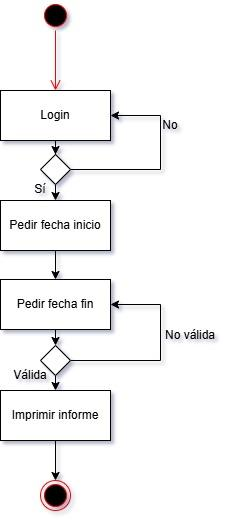 Login
No
Sí
Pedir fecha inicio
Pedir fecha fin
No válida
Válida
Imprimir informe